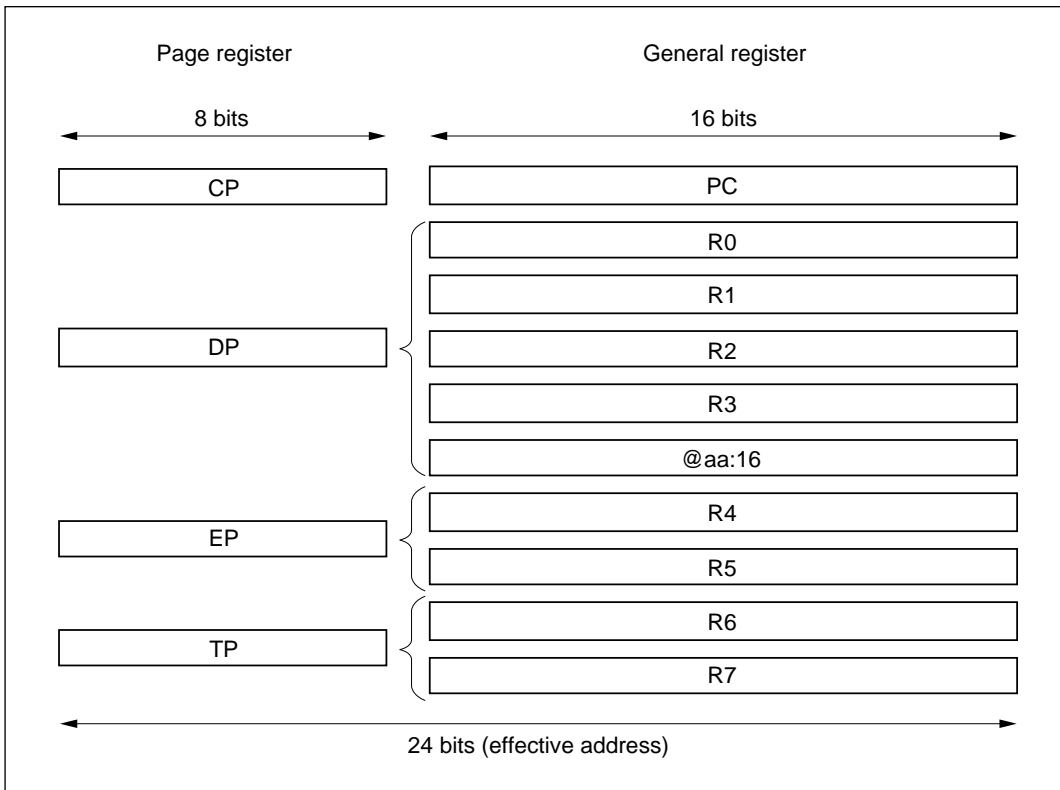 Page register
General register
8 bits
16 bits
CP
PC
R0
R1
DP
R2
R3
@aa:16
R4
EP
R5
R6
TP
R7
24 bits (effective address)